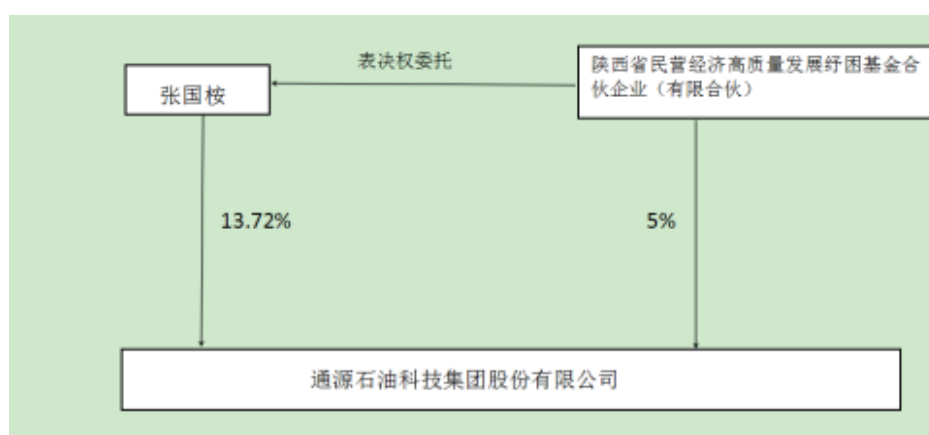 表决权委托
陕西省民营经济高质量发展纾困基金合
伙企业（有限合伙）
张国桉
13.72%
5%
通源石油科技集团股份有限公司